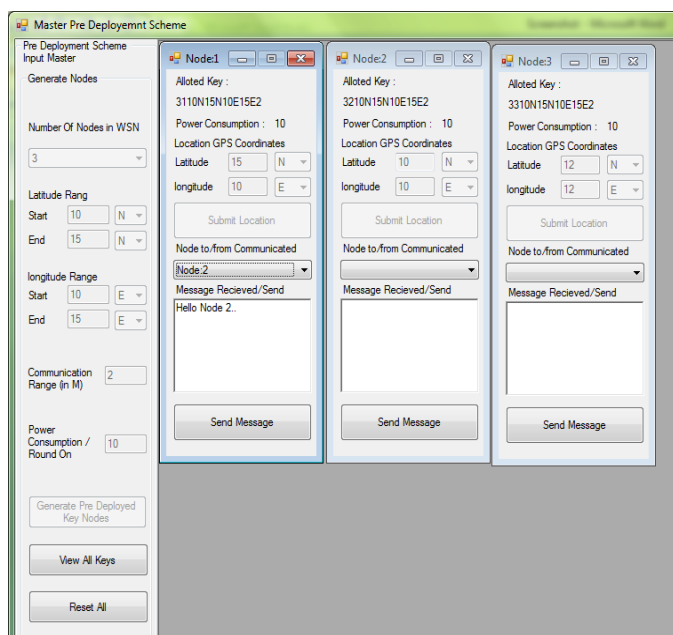 Master Pre Deployemnt Scheme
Pre Deployment Scheme
Input Master
Generate Nodes
Number Of Nodes in WSN
3
Latitude Rang
Start 10 N
End 15 N
longitude Range
Start 10 E
End 15 E
Communication
Range (in M) 2
Power
Consumption /
Round On 10
Generate Pre Deployed
Key Nodes
View All Keys
Reset All
Node:1
Alloted Key :
3110N15N10E15E2
Power Consumption : 10
Location GPS Coordinates
Latitude 15 N
longitude 10 E
Submit Location
Node to/from Communicated
Node:2
Message Recieved/Send
Hello Node 2..
Send Message
Node:2
Alloted Key :
3210N15N10E15E2
Power Consumption : 10
Location GPS Coordinates
Latitude 10 N
longitude 10 E
Submit Location
Node to/from Communicated
Message Recieved/Send
Send Message
Node:3
Alloted Key :
3310N15N10E15E2
Power Consumption : 10
Location GPS Coordinates
Latitude 12 N
longitude 12 E
Submit Location
Node to/from Communicated
Message Recieved/Send
Send Message